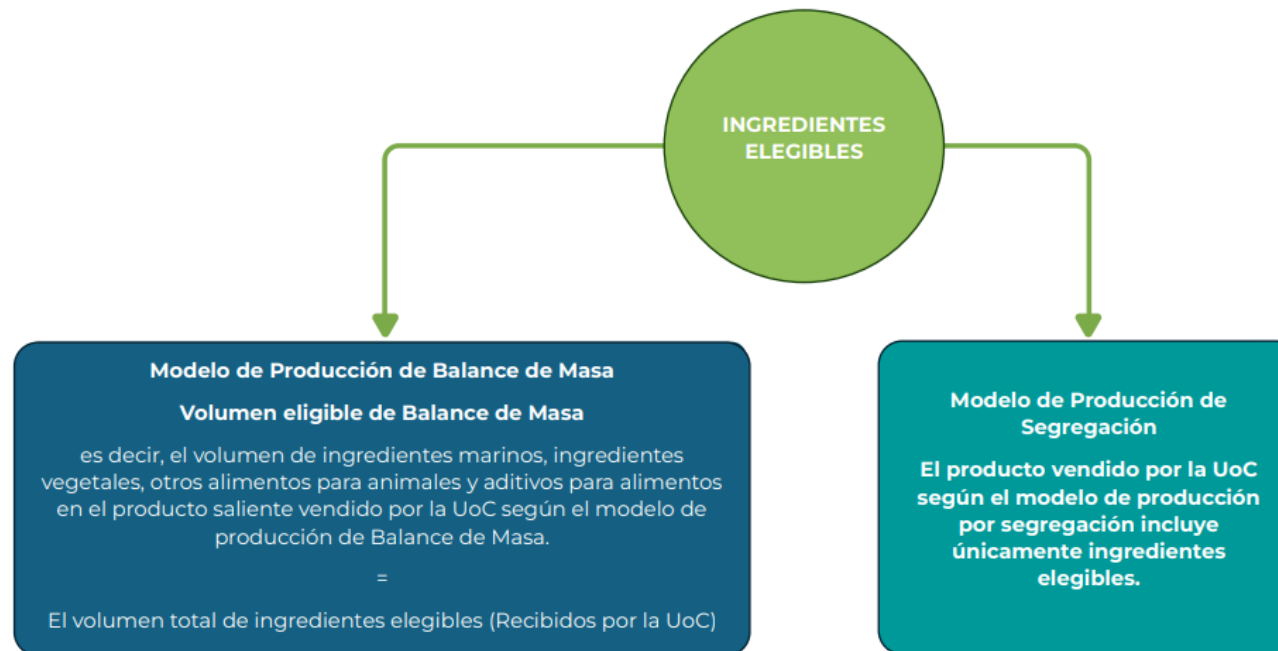 INGREDIENTES
ELEGIBLES
Modelo de Producción de Balance de Masa
Volumen eligible de Balance de Masa
es decir, el volumen de ingredientes marinos, ingredientes
vegetales, otros alimentos para animales y aditivos para alimentos
en el producto saliente vendido por la UoC según el modelo de
producción de Balance de Masa.
=
El volumen total de ingredientes elegibles (Recibidos por la UoC)
Modelo de Producción de
Segregación
El producto vendido por la UoC
según el modelo de producción
por segregación incluye
únicamente ingredientes
elegibles.